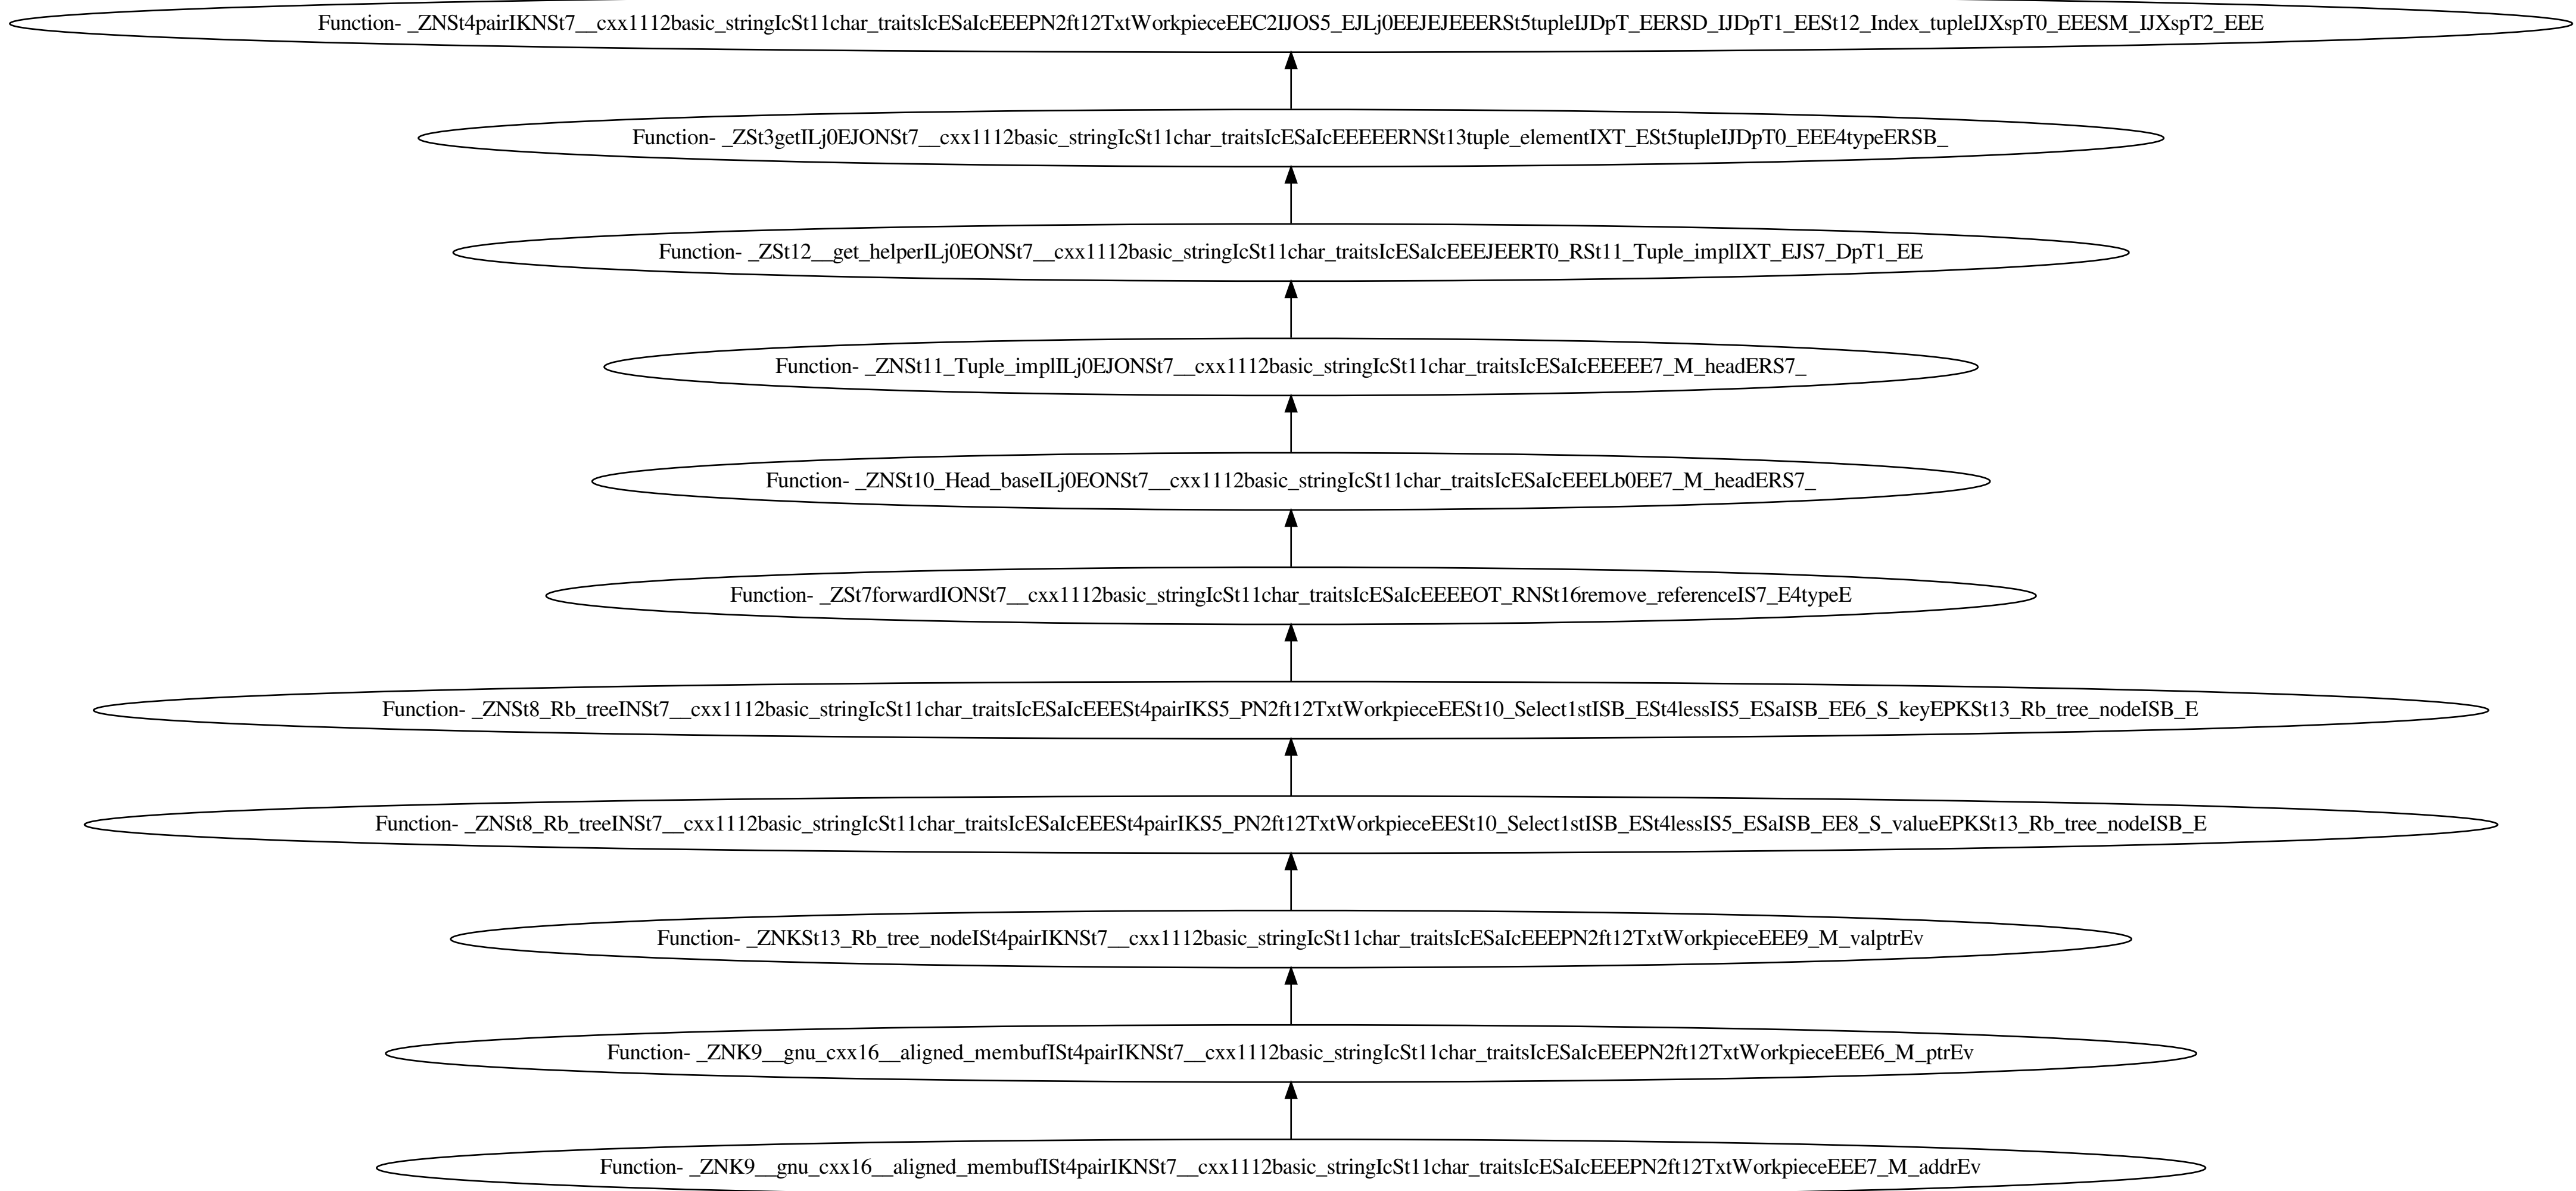 Function- _ZNSt4pairIKNSt7__cxx1112basic_stringIcSt11char_traitsIcESaIcEEEPN2ft12TxtWorkpieceEEC2IJOS5_EJLj0EEJEJEEERSt5tupleIJDpT_EERSD_IJDpT1_EESt12_Index_tupleIJXspT0_EEESM_IJXspT2_EEE
Function- _ZSt3getILj0EJONSt7__cxx1112basic_stringIcSt11char_traitsIcESaIcEEEEERNSt13tuple_elementIXT_ESt5tupleIJDpT0_EEE4typeERSB_
Function- _ZSt12__get_helperILj0EONSt7__cxx1112basic_stringIcSt11char_traitsIcESaIcEEEJEERT0_RSt11_Tuple_implIXT_EJS7_DpT1_EE
Function- _ZNSt11_Tuple_implILj0EJONSt7__cxx1112basic_stringIcSt11char_traitsIcESaIcEEEEE7_M_headERS7_
Function- _ZNSt10_Head_baseILj0EONSt7__cxx1112basic_stringIcSt11char_traitsIcESaIcEEELb0EE7_M_headERS7_
Function- _ZSt7forwardIONSt7__cxx1112basic_stringIcSt11char_traitsIcESaIcEEEEOT_RNSt16remove_referenceIS7_E4typeE
Function- _ZNSt8_Rb_treeINSt7__cxx1112basic_stringIcSt11char_traitsIcESaIcEEESt4pairIKS5_PN2ft12TxtWorkpieceEESt10_Select1stISB_ESt4lessIS5_ESaISB_EE6_S_keyEPKSt13_Rb_tree_nodeISB_E
Function- _ZNSt8_Rb_treeINSt7__cxx1112basic_stringIcSt11char_traitsIcESaIcEEESt4pairIKS5_PN2ft12TxtWorkpieceEESt10_Select1stISB_ESt4lessIS5_ESaISB_EE8_S_valueEPKSt13_Rb_tree_nodeISB_E
Function- _ZNKSt13_Rb_tree_nodeISt4pairIKNSt7__cxx1112basic_stringIcSt11char_traitsIcESaIcEEEPN2ft12TxtWorkpieceEEE9_M_valptrEv
Function- _ZNK9__gnu_cxx16__aligned_membufISt4pairIKNSt7__cxx1112basic_stringIcSt11char_traitsIcESaIcEEEPN2ft12TxtWorkpieceEEE6_M_ptrEv
Function- _ZNK9__gnu_cxx16__aligned_membufISt4pairIKNSt7__cxx1112basic_stringIcSt11char_traitsIcESaIcEEEPN2ft12TxtWorkpieceEEE7_M_addrEv